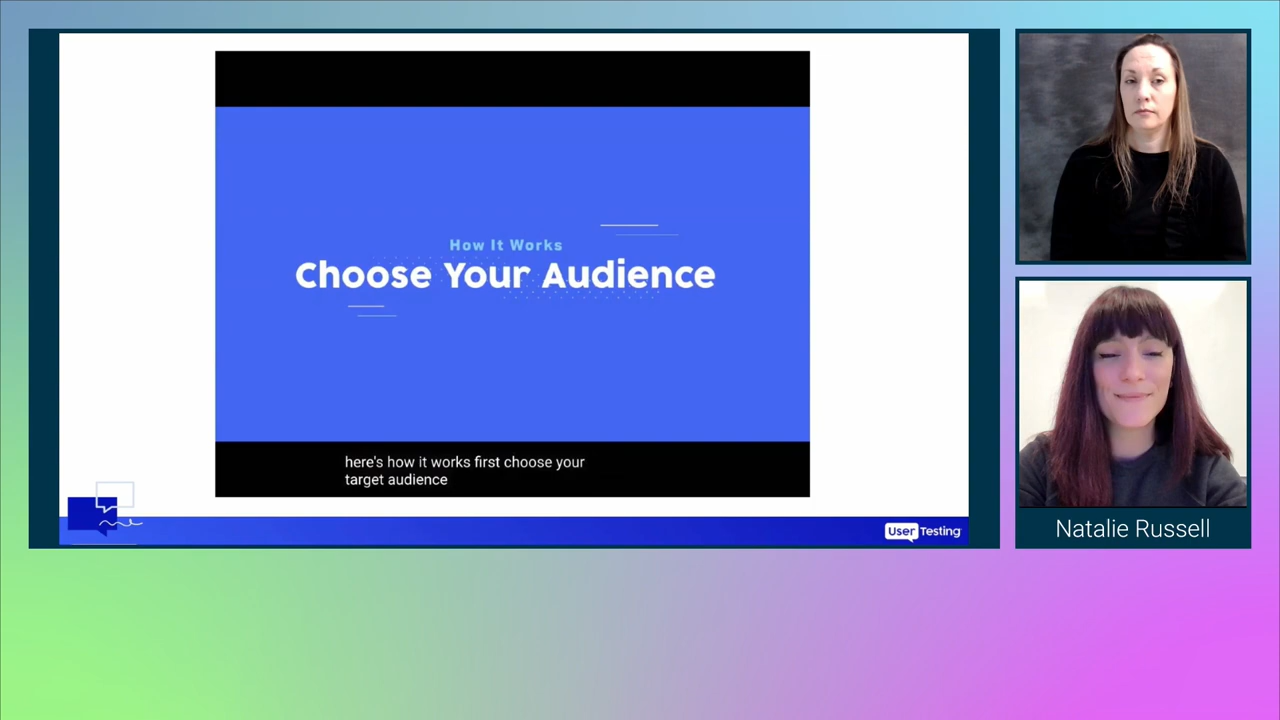 How It Works
Choose Your Audience
here's how it works first choose your
target audience
User Testing
Natalie Russell